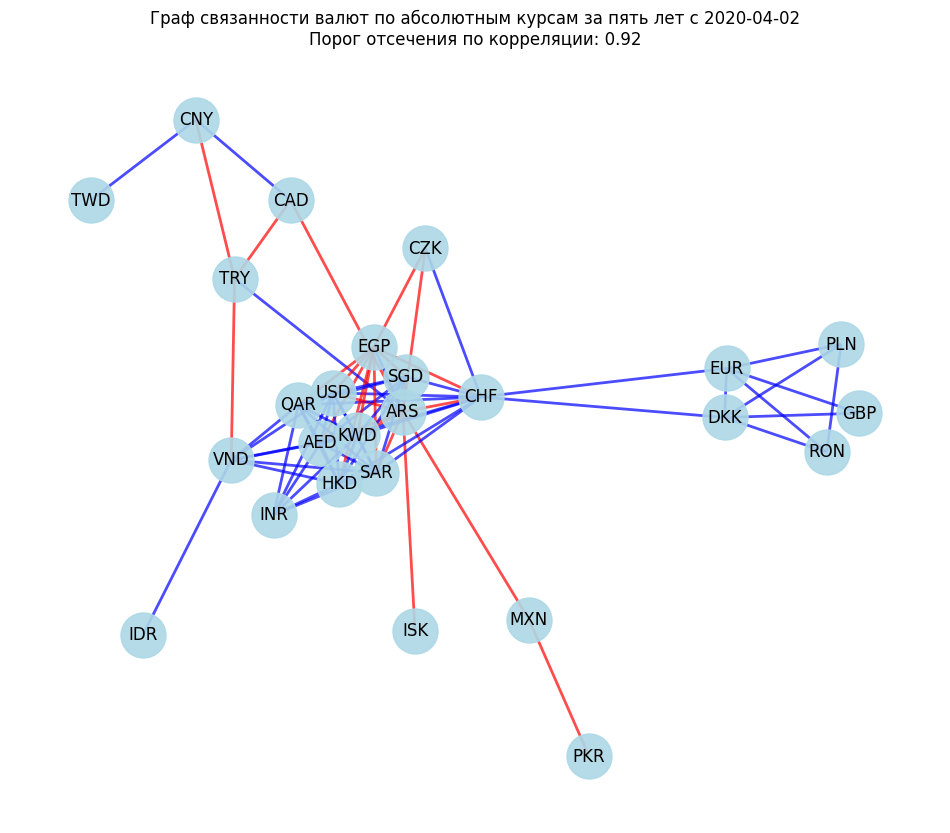 Граф связанности валют по абсолютным курсам за пять лет с 2020-04-02
Порог отсечения по корреляции: 0.92
CNY
TWD
CAD
CZK
TRY
EGP
PLN
EUR
SGD
USD
CHF
QAR
ARS
GBP
DKK
KWD
AED
RON
VND
SAR
HKD
INR
MXN
ISK
IDR
PKR